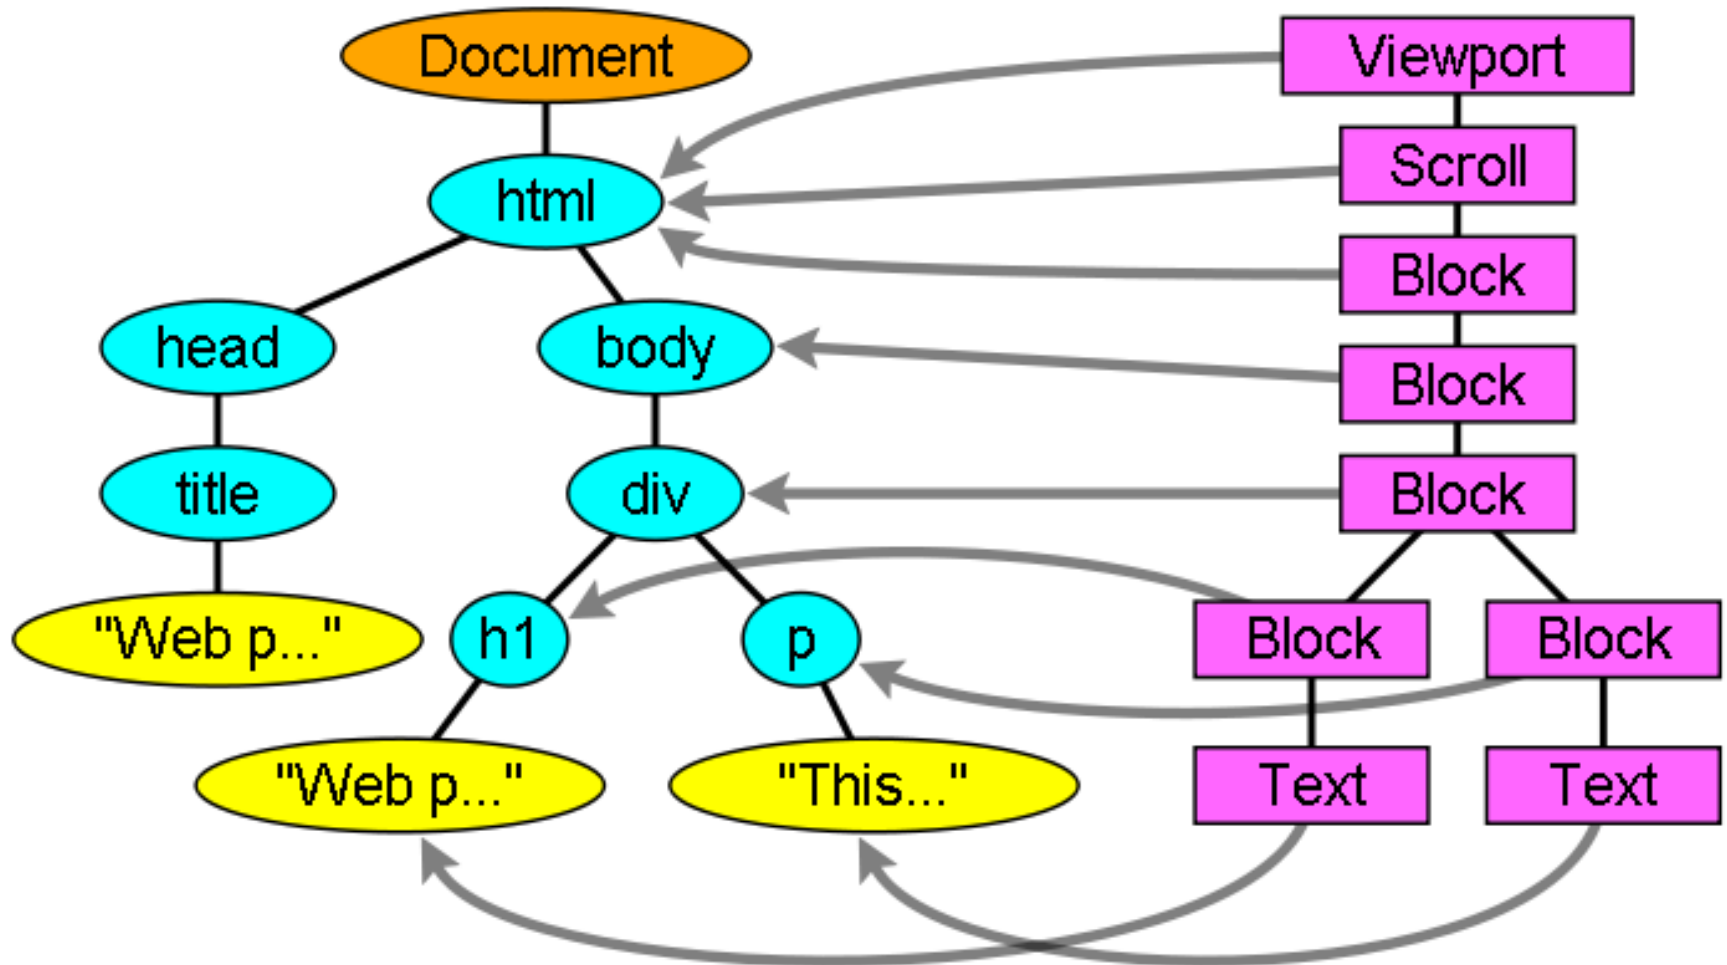 Document
Viewport
Scroll
html
Block
head
body
Block
title
div
Block
"Web p..."
h1
p
Block
Block
"Web p..."
"This..."
Text
Text